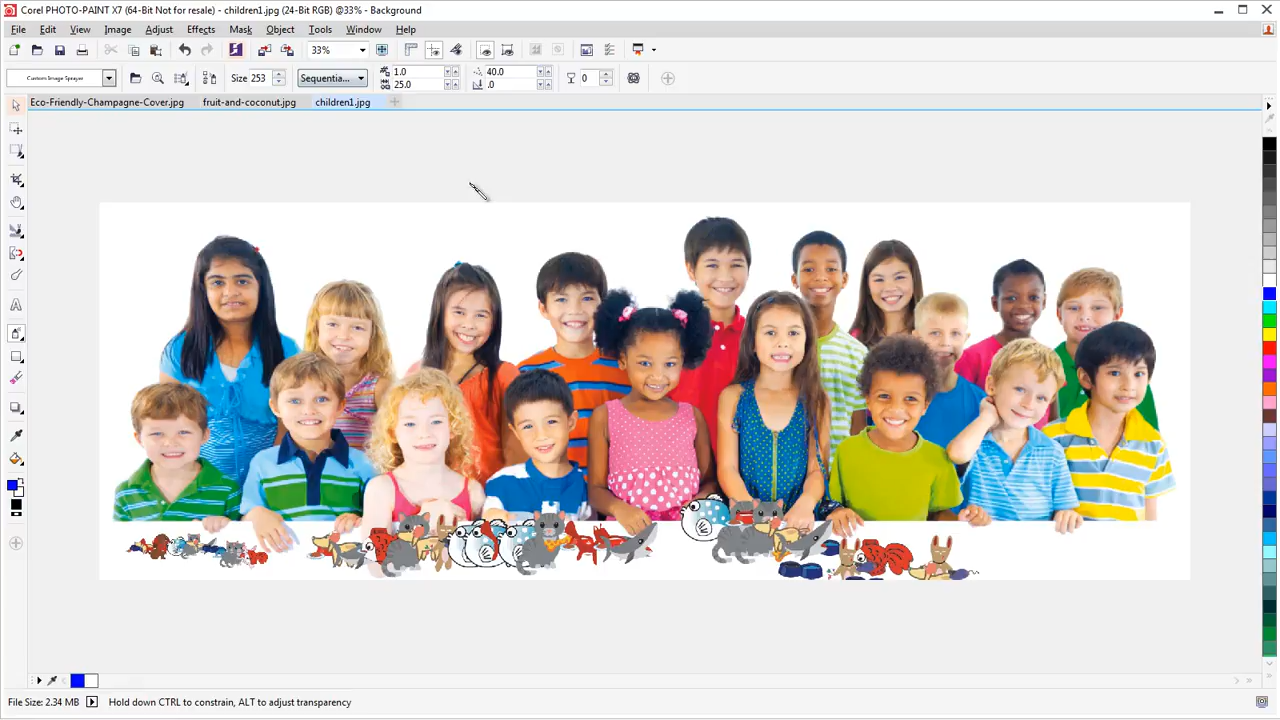 Corel PHOTO-PAINT X7 (64-Bit Not for resale) - children1.jpg (24-Bit RGB) @33% - Background
File Edit View Image Adjust Effects Mask Object Tools Window Help
33%
Custom Image Sprayer Size 253 Sequentia... 1.0 40.0 0
25.0 .0
Eco-Friendly-Champagne-Cover.jpg fruit-and-coconut.jpg children1.jpg
File Size: 2.34 MB Hold down CTRL to constrain, ALT to adjust transparency